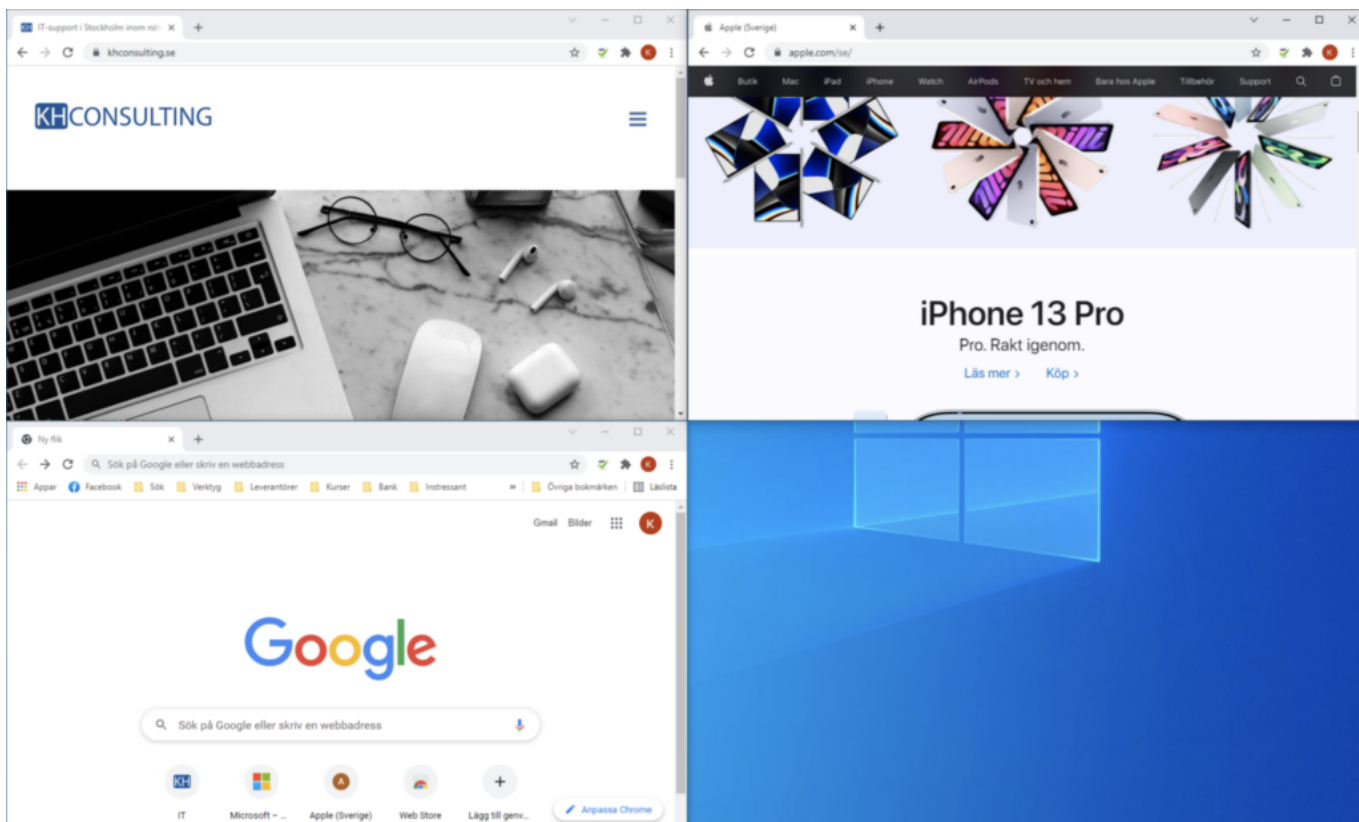 IT-support i Stockholm inom nät
khconsulting.se
KHCONSULTING
Apple (Sverige)
apple.com/se/
Butik Mac iPad iPhone Watch AirPods TV och hem Bara hos Apple Tillbehör Support
iPhone 13 Pro
Pro. Rakt igenom.
Läs mer > Köp >
Ny flik
Sök på Google eller skriv en webbadress
Appar Facebook Sök Verktyg Leverantörer Kurser Bank Instressant » Övriga bokmärken Läslista
Gmail Bilder K
Google
Sök på Google eller skriv en webbadress
KH A
IT Microsoft – ... Apple (Sverige) Web Store Lägg till genv...
Anpassa Chrome